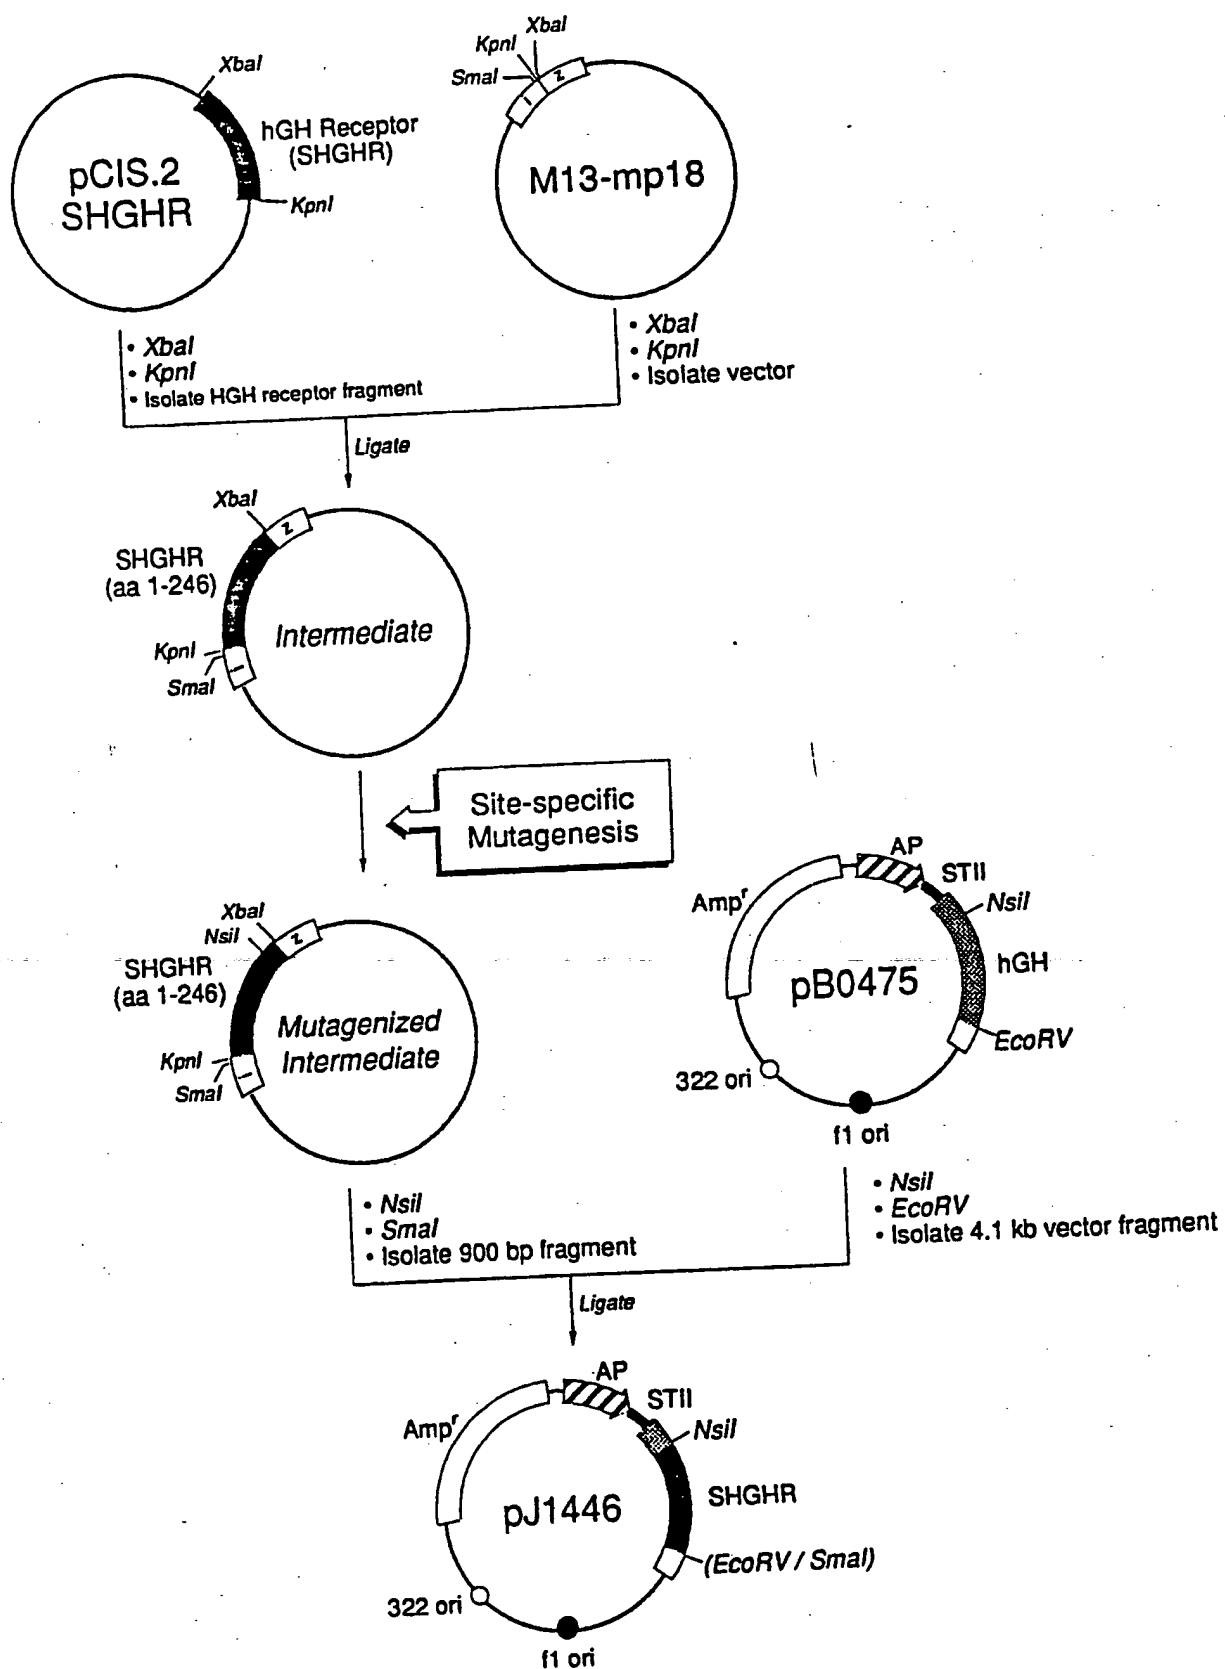 XbaI
hGH Receptor
(SHGHR)
pCIS.2
SHGHR
KpnI
XbaI
KpnI
SmaI
I
Z
M13-mp18
• XbaI
• KpnI
• Isolate HGH receptor fragment
• XbaI
• KpnI
• Isolate vector
Ligate
XbaI
Z
SHGHR
(aa 1-246)
Intermediate
KpnI
SmaI
I
Site-specific
Mutagenesis
XbaI
NsiI
Z
SHGHR
(aa 1-246)
Mutagenized
Intermediate
KpnI
SmaI
I
AP
STII
Ampr
NsiI
hGH
pB0475
EcoRV
322 ori
f1 ori
• NsiI
• SmaI
• Isolate 900 bp fragment
• NsiI
• EcoRV
• Isolate 4.1 kb vector fragment
Ligate
AP
STII
Ampr
NsiI
SHGHR
pJ1446
(EcoRV / SmaI)
322 ori
f1 ori